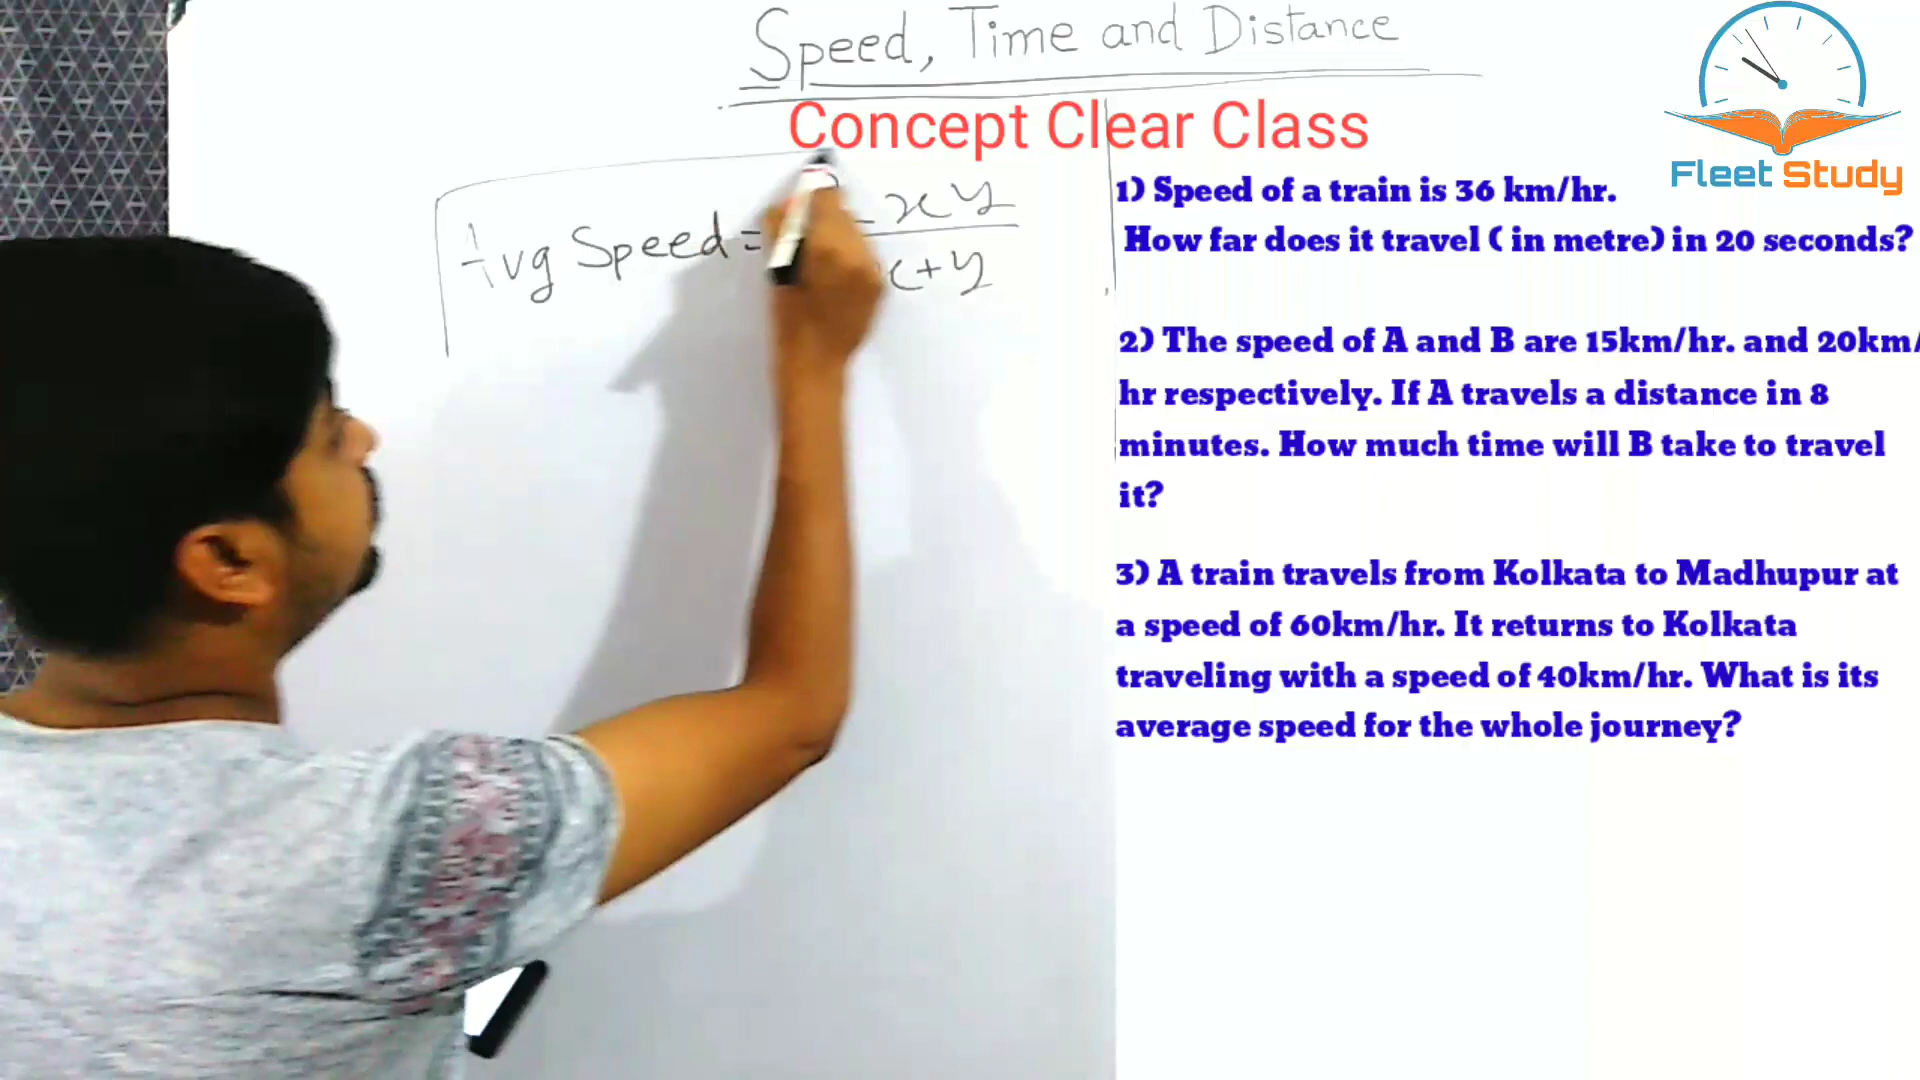 Speed, Time and Distance
Concept Clear Class
Fleet Study
Avg Speed =
xy
x+y
1) Speed of a train is 36 km/hr.
How far does it travel ( in metre) in 20 seconds?
2) The speed of A and B are 15km/hr. and 20km/
hr respectively. If A travels a distance in 8
minutes. How much time will B take to travel
it?
3) A train travels from Kolkata to Madhupur at
a speed of 60km/hr. It returns to Kolkata
traveling with a speed of 40km/hr. What is its
average speed for the whole journey?